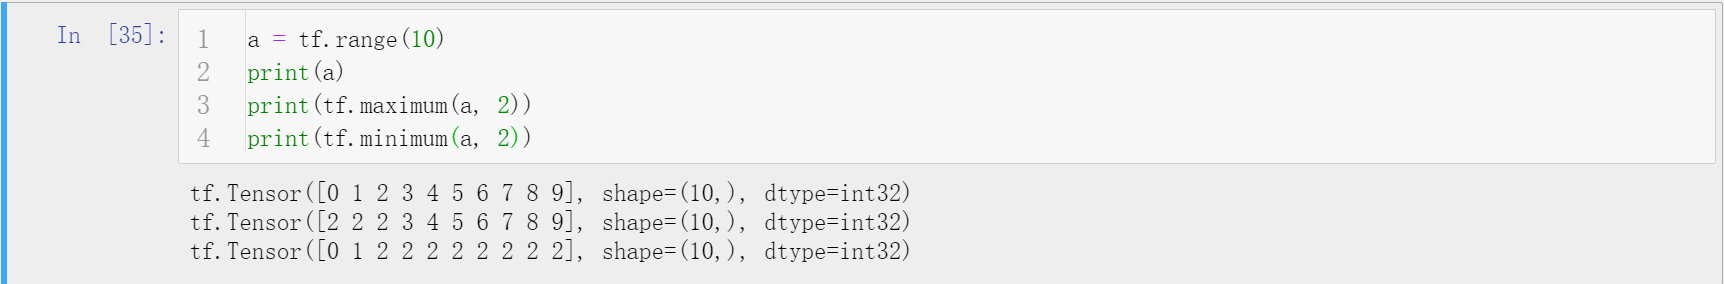 In [35]:
1 a = tf.range(10)
2 print(a)
3 print(tf.maximum(a, 2))
4 print(tf.minimum(a, 2))
tf.Tensor([0 1 2 3 4 5 6 7 8 9], shape=(10,), dtype=int32)
tf.Tensor([2 2 2 3 4 5 6 7 8 9], shape=(10,), dtype=int32)
tf.Tensor([0 1 2 2 2 2 2 2 2 2], shape=(10,), dtype=int32)